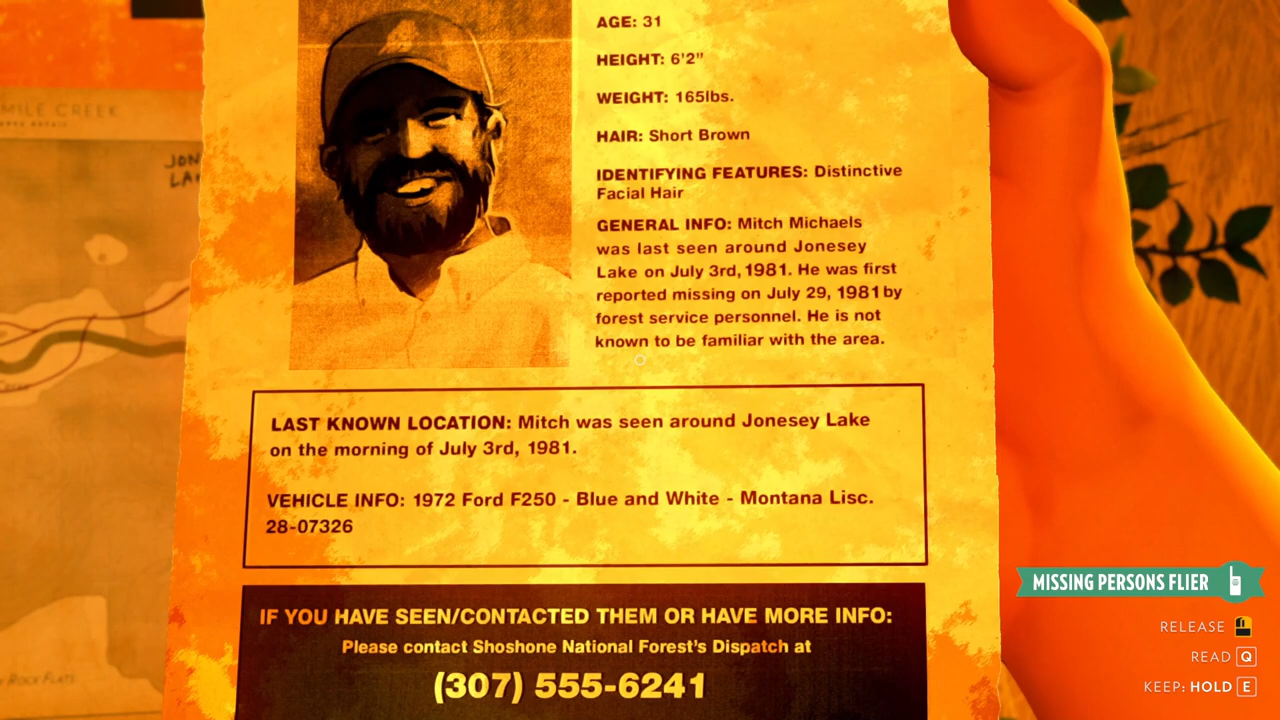 AGE: 31
HEIGHT: 6'2"
WEIGHT: 165lbs.
HAIR: Short Brown
IDENTIFYING FEATURES: Distinctive
Facial Hair
GENERAL INFO: Mitch Michaels
was last seen around Jonesey
Lake on July 3rd, 1981. He was first
reported missing on July 29, 1981 by
forest service personnel. He is not
known to be familiar with the area.
LAST KNOWN LOCATION: Mitch was seen around Jonesey Lake
on the morning of July 3rd, 1981.
VEHICLE INFO: 1972 Ford F250 - Blue and White - Montana Lisc.
28-07326
IF YOU HAVE SEEN/CONTACTED THEM OR HAVE MORE INFO:
Please contact Shoshone National Forest's Dispatch at
(307) 555-6241
MILE CREEK
JON
ROCK FLATS
MISSING PERSONS FLIER
RELEASE
READ Q
KEEP: HOLD E